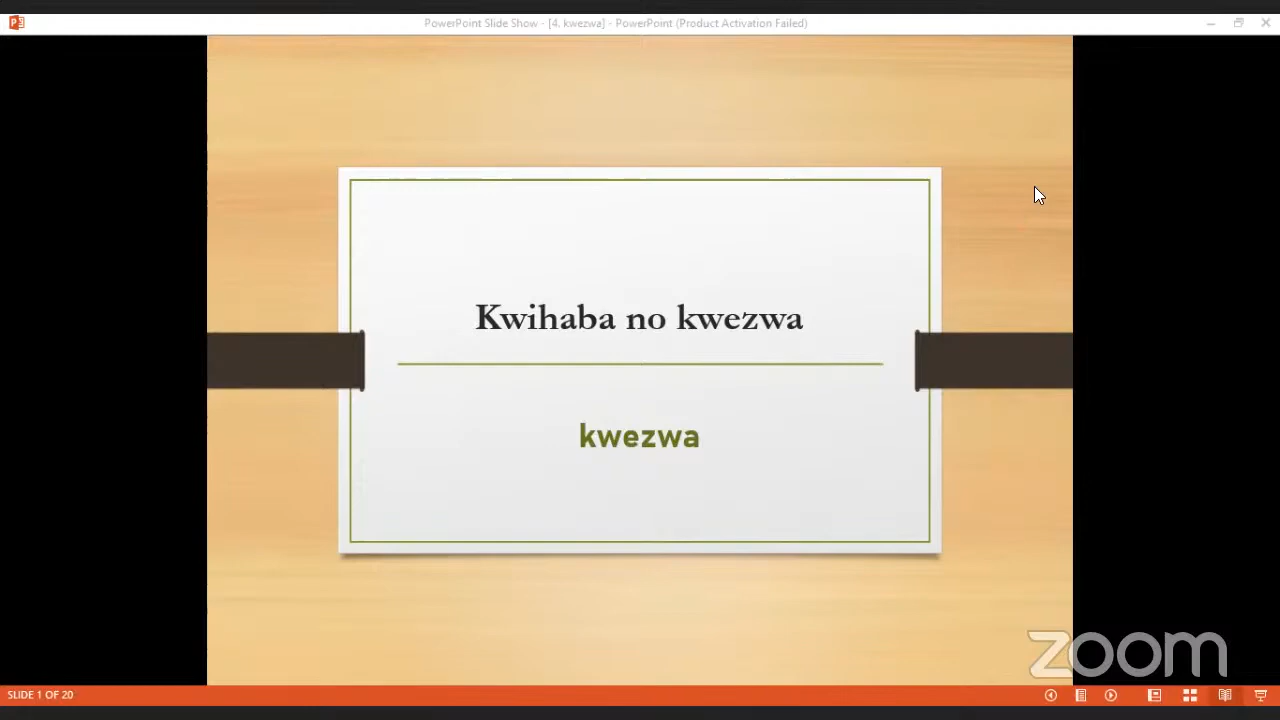 PowerPoint Slide Show - [4. kwezwa] - PowerPoint (Product Activation Failed)
Kwihaba no kwezwa
kwezwa
zoom
SLIDE 1 OF 20